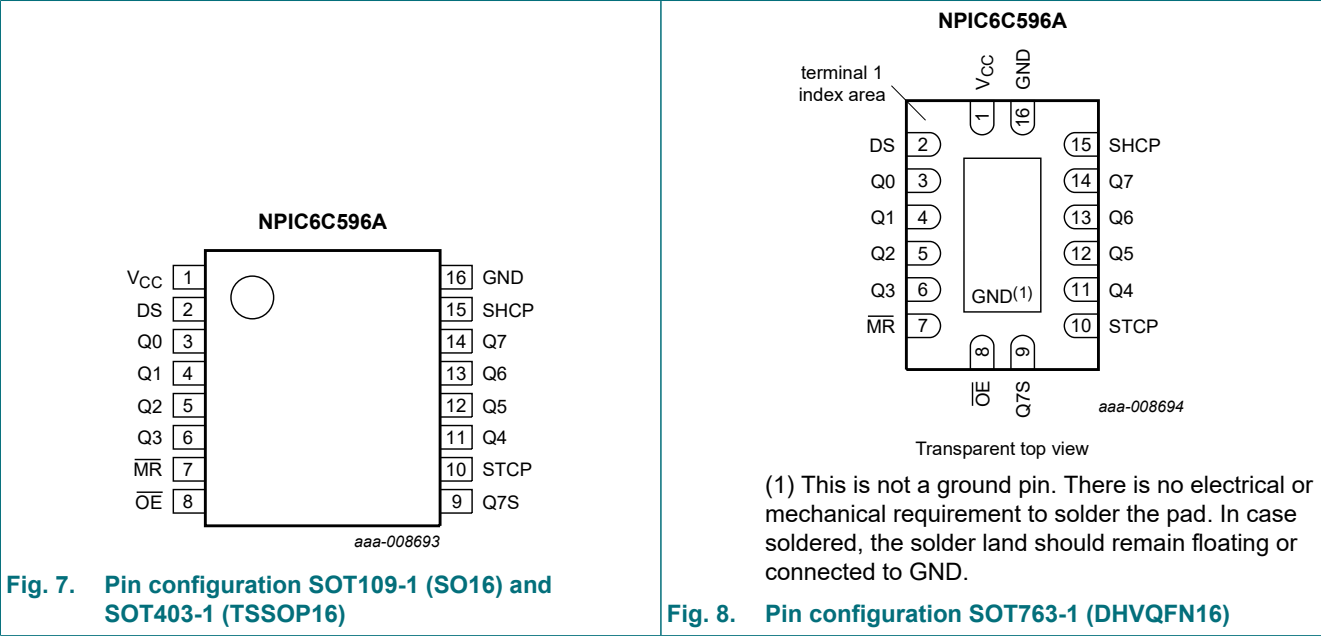 NPIC6C596A
VCC 1
DS 2
Q0 3
Q1 4
Q2 5
Q3 6
MR 7
OE 8
16 GND
15 SHCP
14 Q7
13 Q6
12 Q5
11 Q4
10 STCP
9 Q7S
aaa-008693
Fig. 7. Pin configuration SOT109-1 (SO16) and
SOT403-1 (TSSOP16)
NPIC6C596A
terminal 1
index area
VCC
GND
1
16
DS 2
Q0 3
Q1 4
Q2 5
Q3 6
MR 7
15 SHCP
14 Q7
13 Q6
12 Q5
11 Q4
10 STCP
GND(1)
8
9
OE
Q7S
aaa-008694
Transparent top view
(1) This is not a ground pin. There is no electrical or
mechanical requirement to solder the pad. In case
soldered, the solder land should remain floating or
connected to GND.
Fig. 8. Pin configuration SOT763-1 (DHVQFN16)